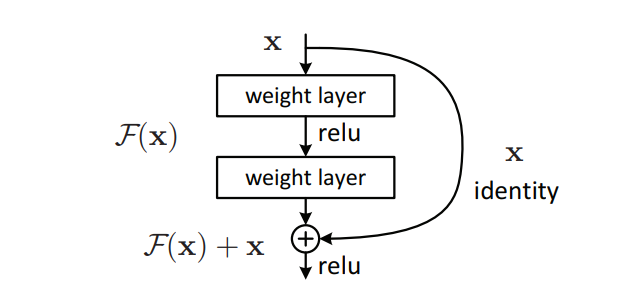 x
weight layer
relu
F(x)
x
weight layer
identity
F(x) + x
relu